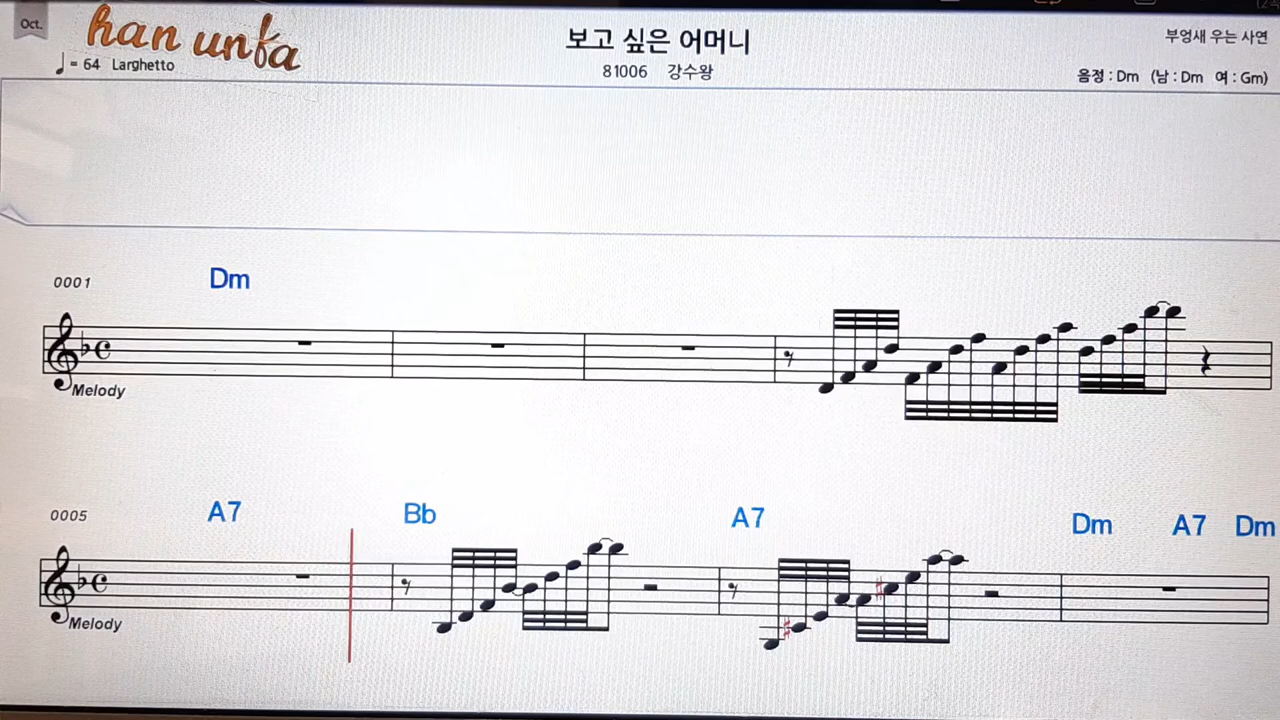 Oct.
han unfa
보고 싶은 어머니
부엉새 우는 사연
♩= 64 Larghetto
81006 강수왕
음정 : Dm (남 : Dm 여 : Gm)
0001 Dm
Melody
0005 A7 Bb A7 Dm A7 Dm
Melody